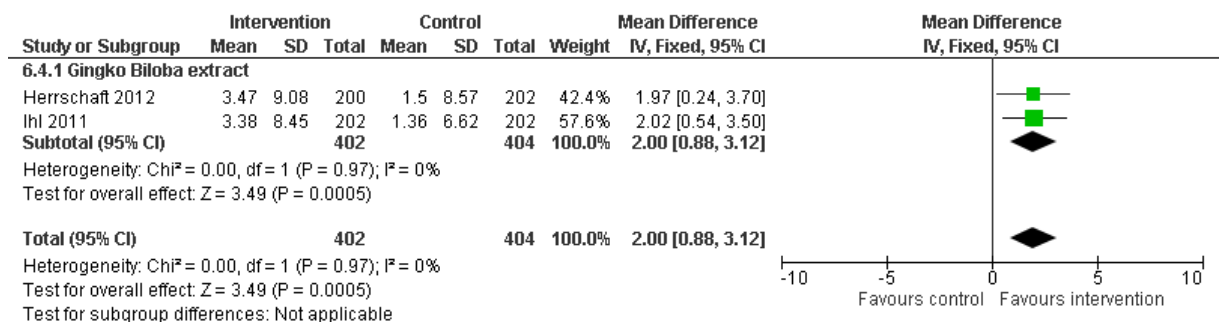 Intervention Control Mean Difference Mean Difference
Study or Subgroup Mean SD Total Mean SD Total Weight IV, Fixed, 95% CI IV, Fixed, 95% CI
6.4.1 Gingko Biloba extract
Herrschaft 2012 3.47 9.08 200 1.5 8.57 202 42.4% 1.97 [0.24, 3.70]
Ihl 2011 3.38 8.45 202 1.36 6.62 202 57.6% 2.02 [0.54, 3.50]
Subtotal (95% CI) 402 404 100.0% 2.00 [0.88, 3.12]
Heterogeneity: Chi² = 0.00, df = 1 (P = 0.97); I² = 0%
Test for overall effect: Z = 3.49 (P = 0.0005)
Total (95% CI) 402 404 100.0% 2.00 [0.88, 3.12]
Heterogeneity: Chi² = 0.00, df = 1 (P = 0.97); I² = 0%
Test for overall effect: Z = 3.49 (P = 0.0005)
Test for subgroup differences: Not applicable
-10 -5 0 5 10
Favours control Favours intervention